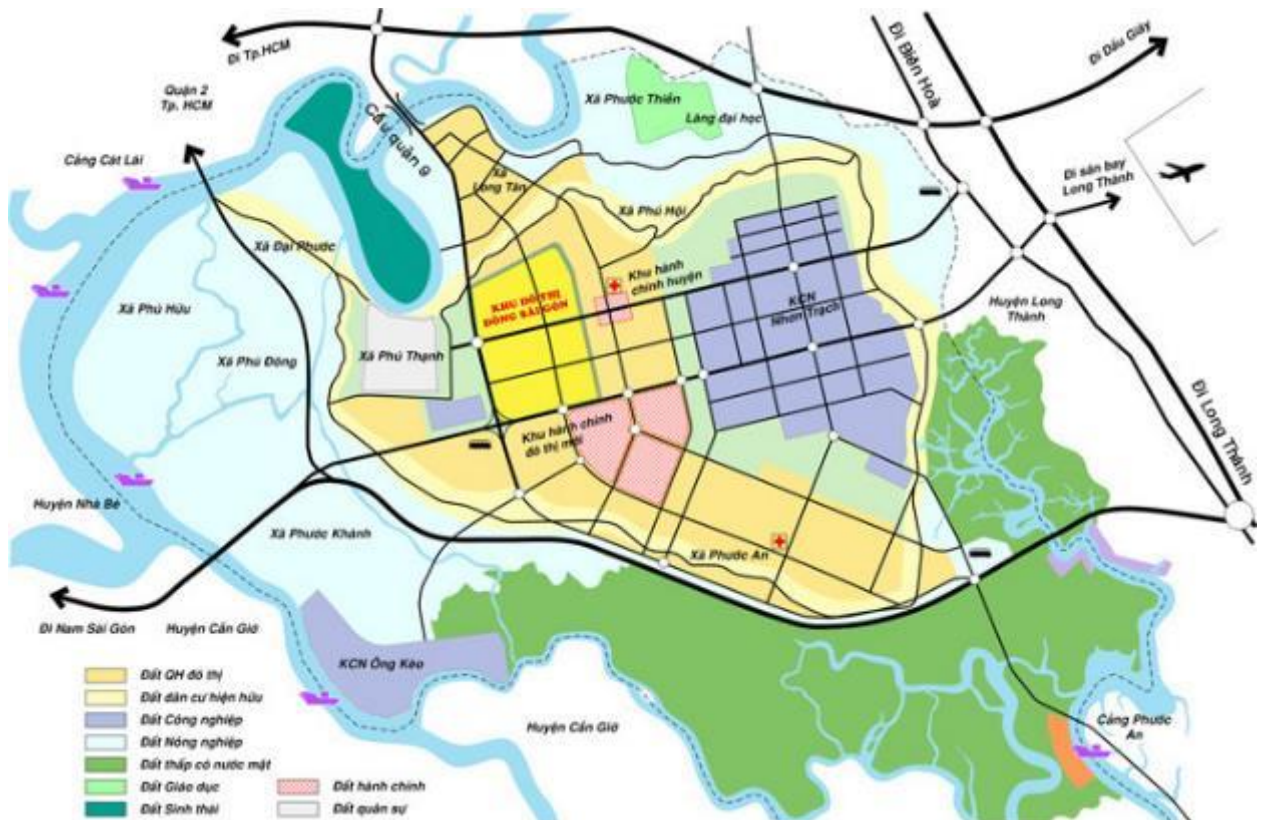 Đi Tp.HCM
Quận 2
Tp. HCM
Cảng Cát Lái
Cầu quận 9
Xã Phước Thiền
Làng đại học
Đi Biên Hoà
Đi Dầu Giây
Đi sân bay
Long Thành
Xã
Long Tân
Xã Phú Hội
Xã Đại Phước
Xã Phú Hữu
Xã Phú Đông
Xã Phú Thạnh
KHU ĐÔ THỊ
ĐÔNG SÀI GÒN
Khu hành
chính huyện
KCN
Nhơn Trạch
Huyện Long
Thành
Đi Long Thành
Khu hành chính
đô thị mới
Huyện Nhà Bè
Xã Phước Khánh
Xã Phước An
Đi Nam Sài Gòn
Huyện Cần Giờ
KCN Ông Kèo
Huyện Cần Giờ
Cảng Phước
An
Đất QH đô thị
Đất dân cư hiện hữu
Đất Công nghiệp
Đất Nông nghiệp
Đất thấp có nước mặt
Đất Giáo dục
Đất Sinh thái
Đất hành chính
Đất quân sự